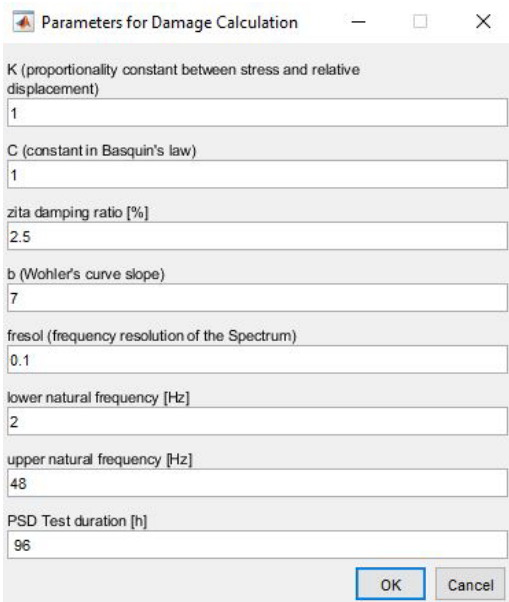 Parameters for Damage Calculation
K (proportionality constant between stress and relative
displacement)
1
C (constant in Basquin's law)
1
zita damping ratio [%]
2.5
b (Wohler's curve slope)
7
fresol (frequency resolution of the Spectrum)
0.1
lower natural frequency [Hz]
2
upper natural frequency [Hz]
48
PSD Test duration [h]
96
OK Cancel